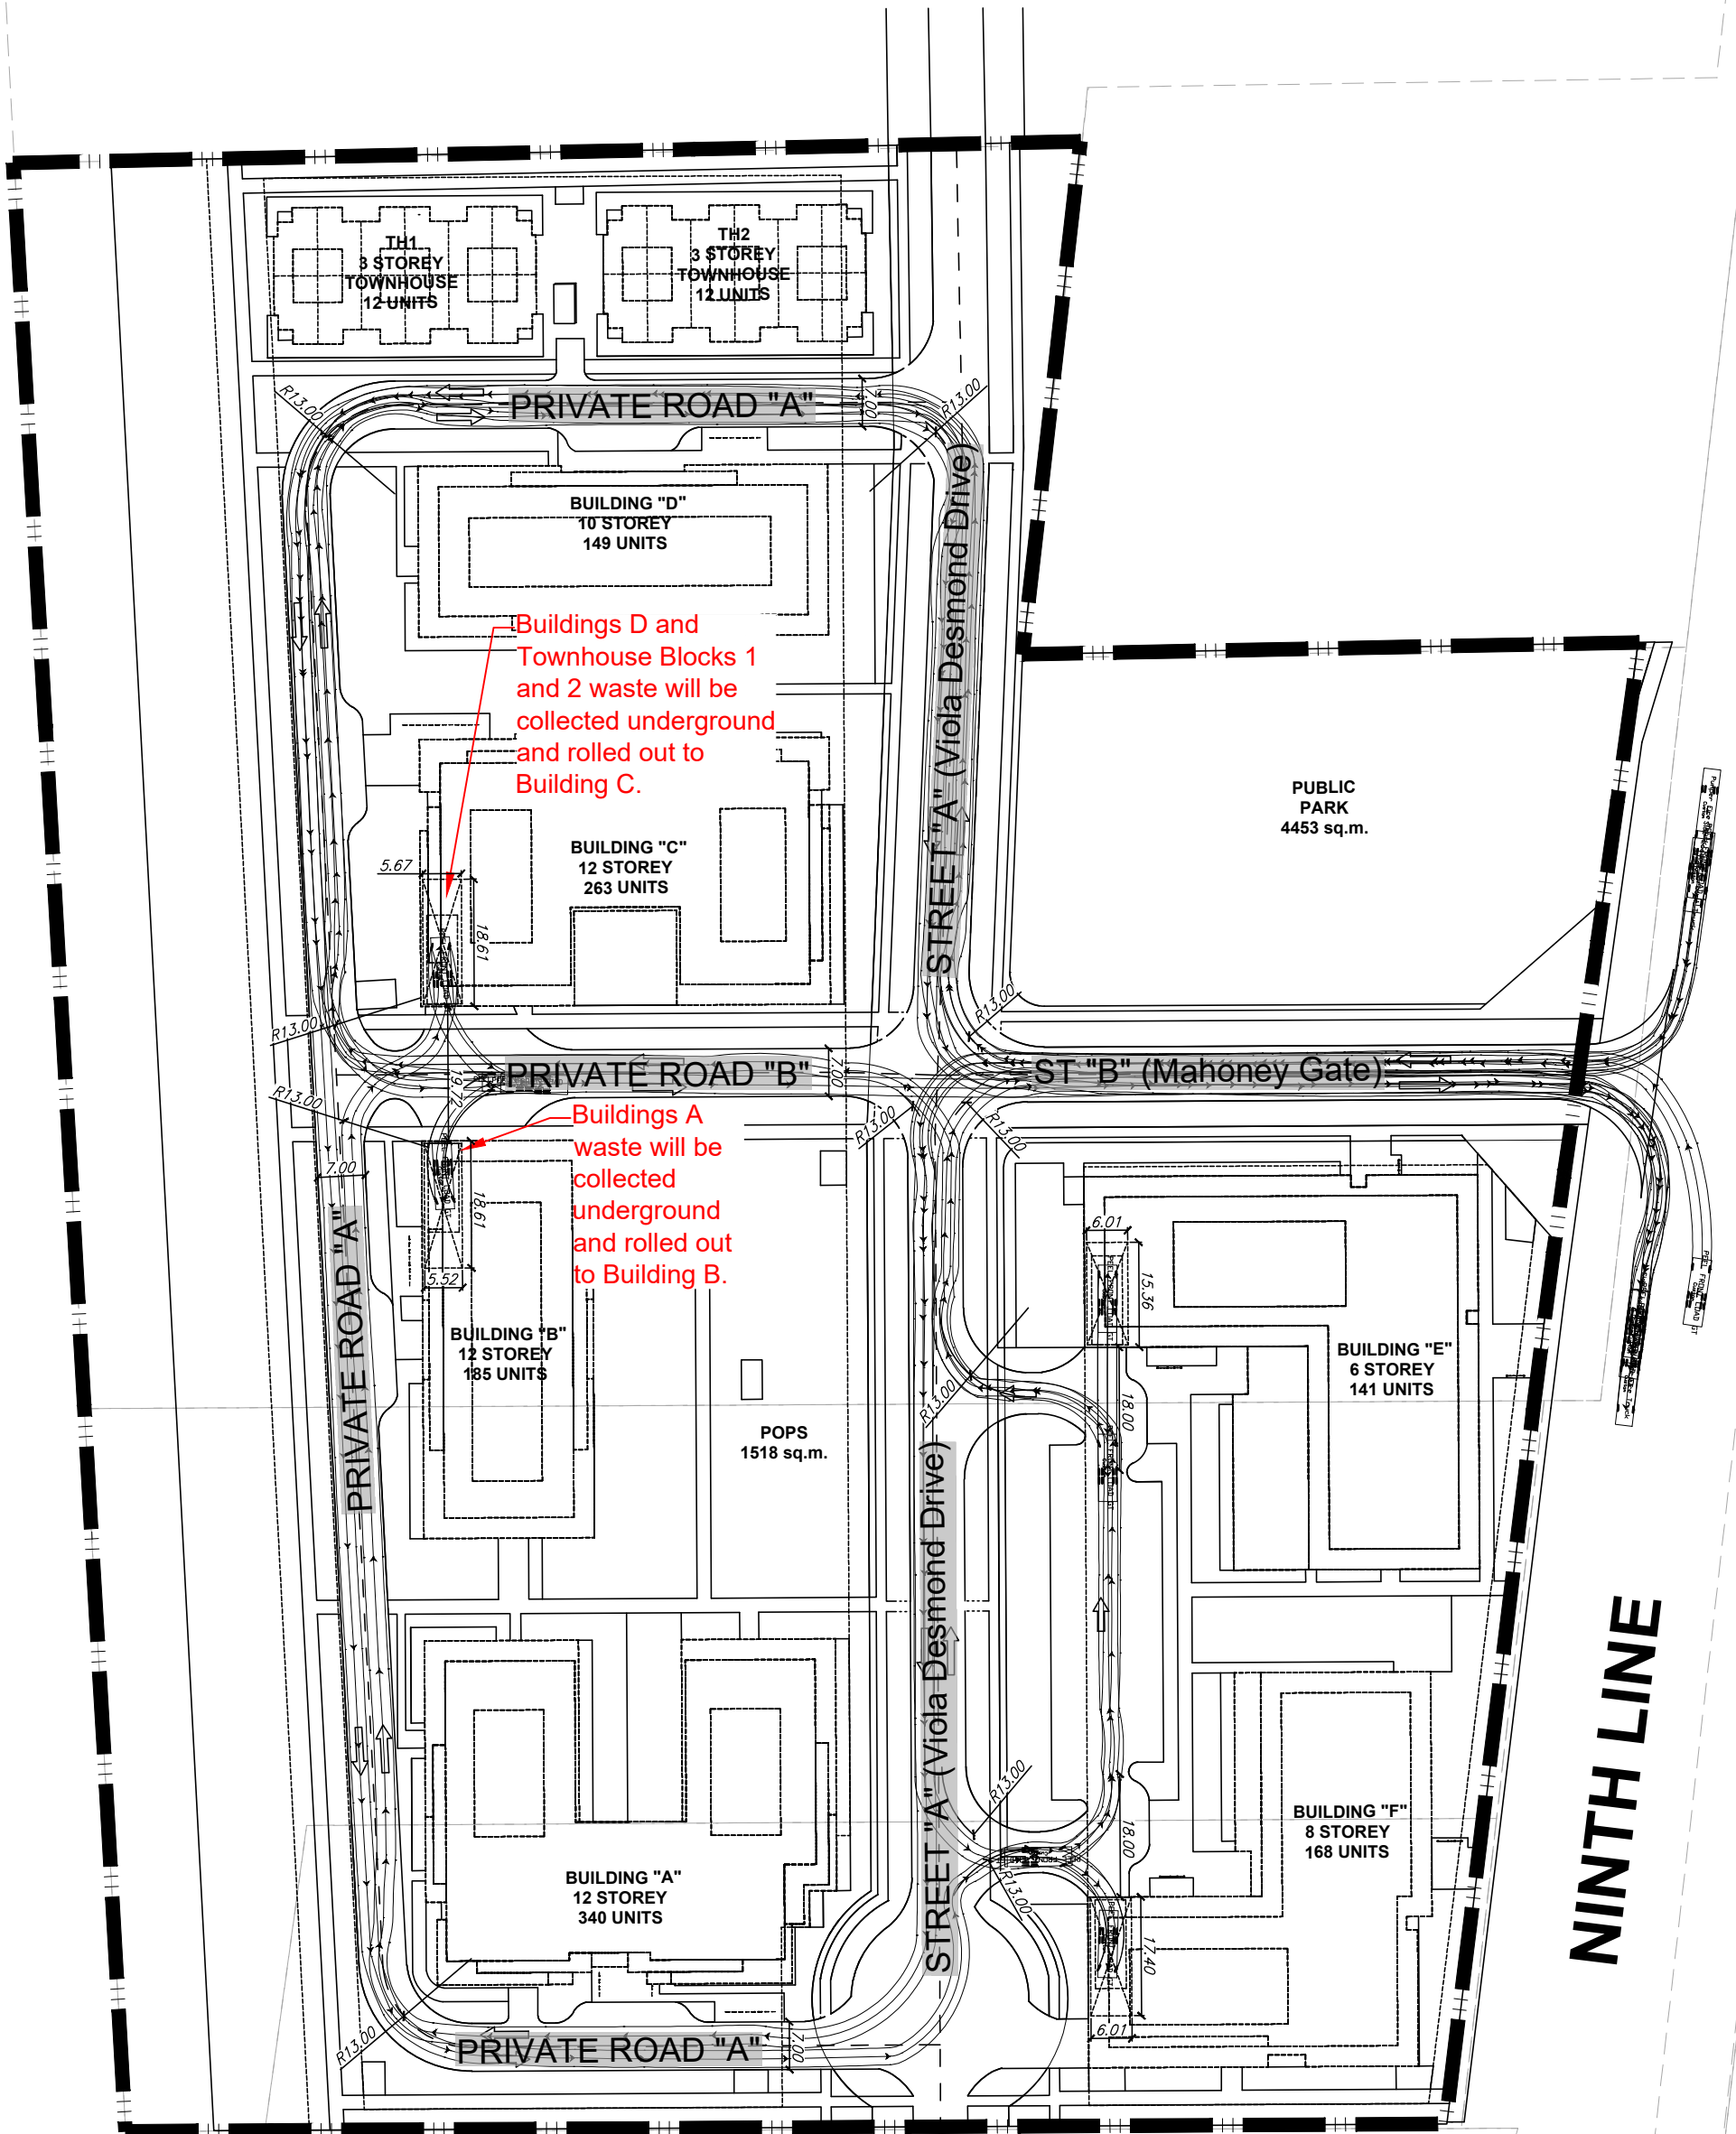 TH1
3 STOREY
TOWNHOUSE
12 UNITS
TH2
3 STOREY
TOWNHOUSE
12 UNITS
R13.00
PRIVATE ROAD "A"
7.00
R13.00
BUILDING "D"
10 STOREY
149 UNITS
STREET "A" (Viola Desmond Drive)
Buildings D and
Townhouse Blocks 1
and 2 waste will be
collected underground
and rolled out to
Building C.
PUBLIC
PARK
4453 sq.m.
BUILDING "C"
12 STOREY
263 UNITS
5.67
18.61
R13.00
R13.00
PRIVATE ROAD "B"
7.00
ST "B" (Mahoney Gate)
19.72
R13.00
R13.00
R13.00
Buildings A
waste will be
collected
underground
and rolled out
to Building B.
7.00
18.61
5.52
PRIVATE ROAD "A"
6.01
15.36
BUILDING "B"
12 STOREY
185 UNITS
BUILDING "E"
6 STOREY
141 UNITS
R13.00
18.00
POPS
1518 sq.m.
STREET "A" (Viola Desmond Drive)
NINTH LINE
R13.00
BUILDING "F"
8 STOREY
168 UNITS
18.00
BUILDING "A"
12 STOREY
340 UNITS
R13.00
17.40
6.01
R13.00
PRIVATE ROAD "A"
7.00